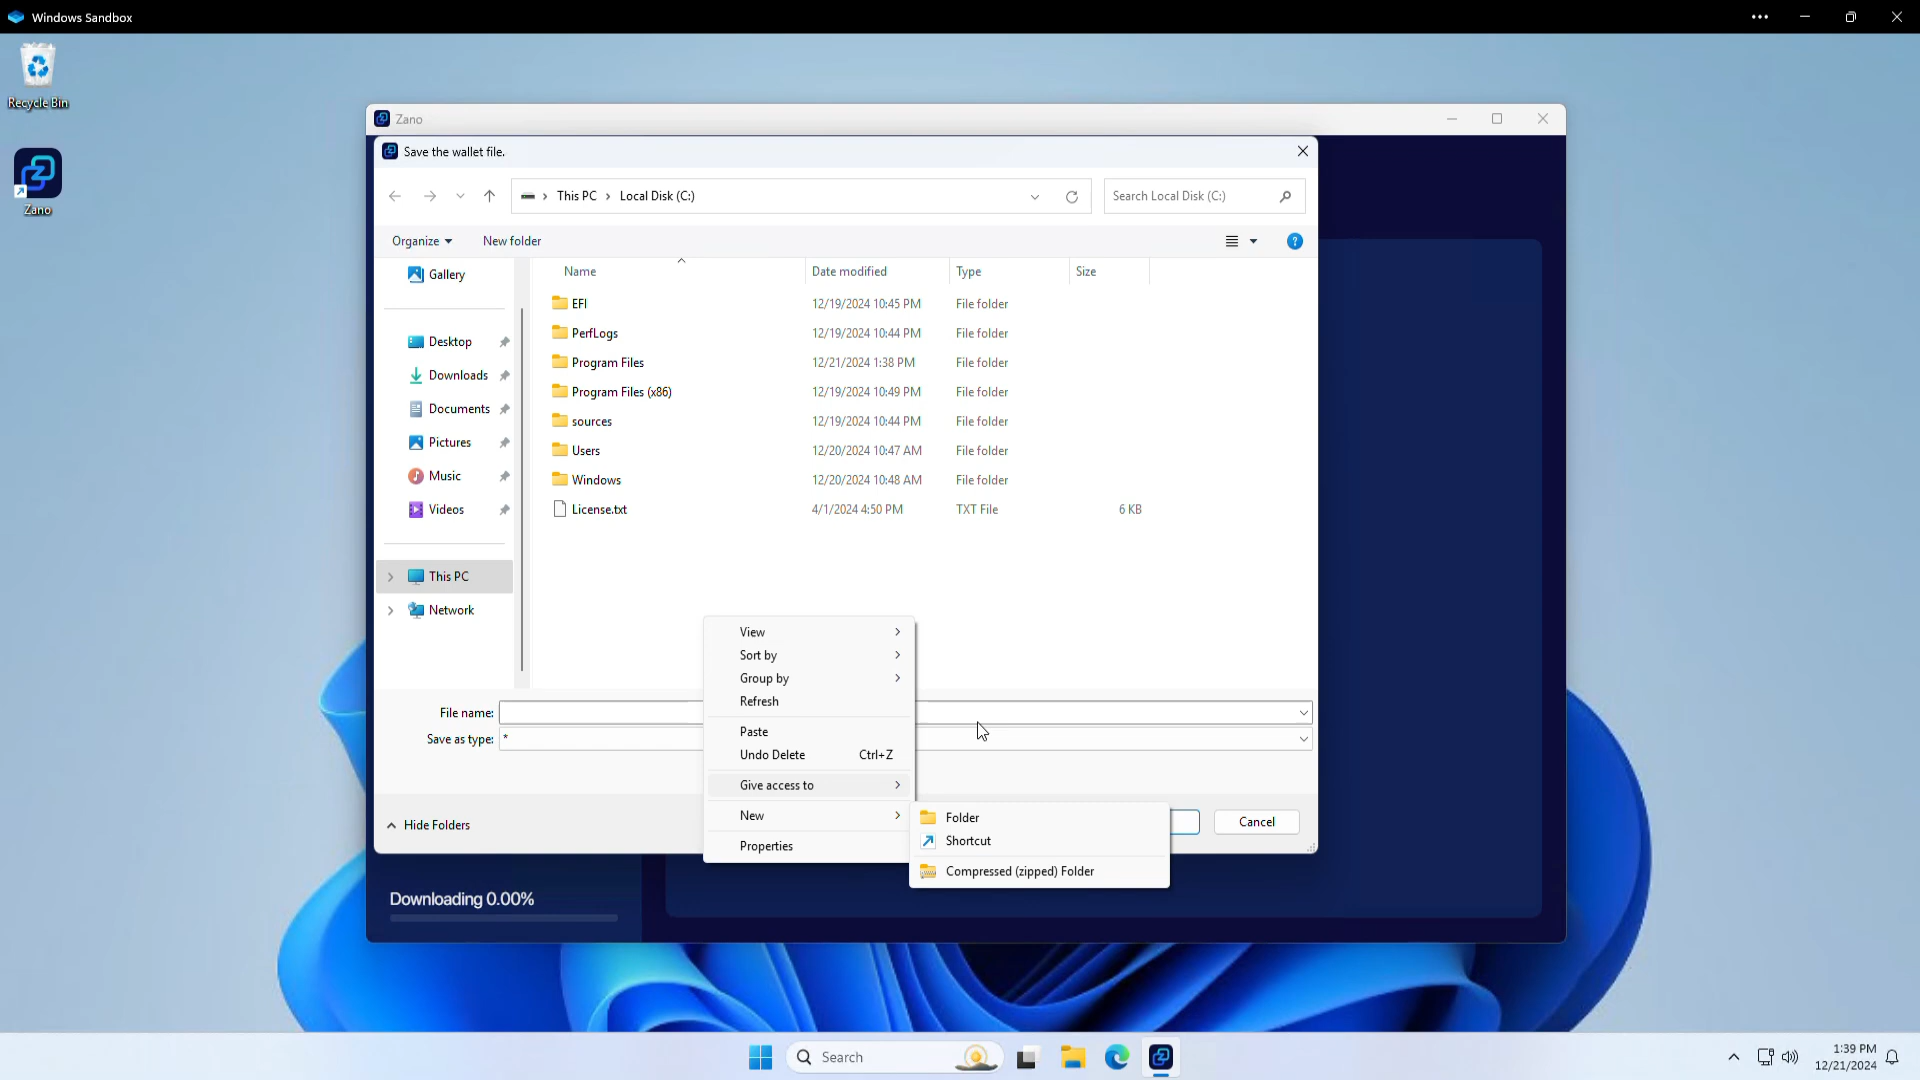 Windows Sandbox
Recycle Bin
Zano
Zano
Save the wallet file.
This PC
Local Disk (C:)
Search Local Disk (C:)
Organize
New folder
Name
Date modified
Type
Size
Gallery
Desktop
Downloads
Documents
Pictures
Music
Videos
This PC
Network
EFI 12/19/2024 10:45 PM File folder
PerfLogs 12/19/2024 10:44 PM File folder
Program Files 12/21/2024 1:38 PM File folder
Program Files (x86) 12/19/2024 10:49 PM File folder
sources 12/19/2024 10:44 PM File folder
Users 12/20/2024 10:47 AM File folder
Windows 12/20/2024 10:48 AM File folder
License.txt 4/1/2024 4:50 PM TXT File 6 KB
File name:
Save as type: *
Hide Folders
Cancel
View
Sort by
Group by
Refresh
Paste
Undo Delete Ctrl+Z
Give access to
New
Properties
Folder
Shortcut
Compressed (zipped) Folder
Downloading 0.00%
Search
1:39 PM
12/21/2024